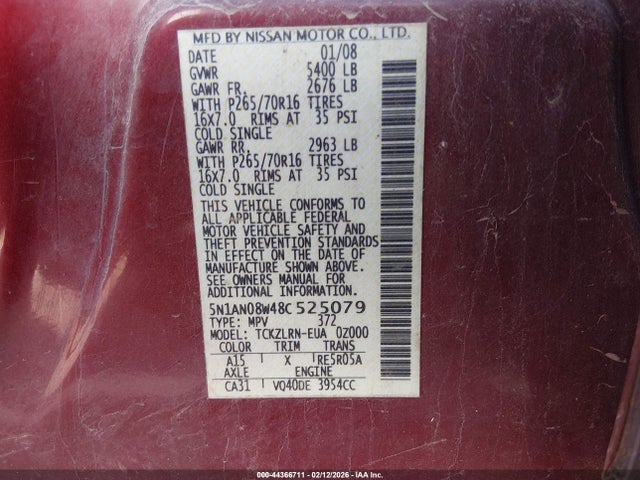 MFD BY NISSAN MOTOR CO., LTD.
DATE 01/08
GVWR 5400 LB
GAWR FR. 2676 LB
WITH P265/70R16 TIRES
16X7.0 RIMS AT 35 PSI
COLD SINGLE
GAWR RR. 2963 LB
WITH P265/70R16 TIRES
16X7.0 RIMS AT 35 PSI
COLD SINGLE
THIS VEHICLE CONFORMS TO
ALL APPLICABLE FEDERAL
MOTOR VEHICLE SAFETY AND
THEFT PREVENTION STANDARDS
IN EFFECT ON THE DATE OF
MANUFACTURE SHOWN ABOVE.
SEE OWNERS MANUAL FOR
ADDITIONAL INFORMATION.
5N1AN08W48C525079
TYPE: MPV 372
MODEL: TCKZLRN-EUA 0Z000
COLOR TRIM TRANS
A15 X RE5R05A
AXLE ENGINE
CA31 VQ40DE 3954CC
000-44366711 - 02/12/2026 - IAA Inc.